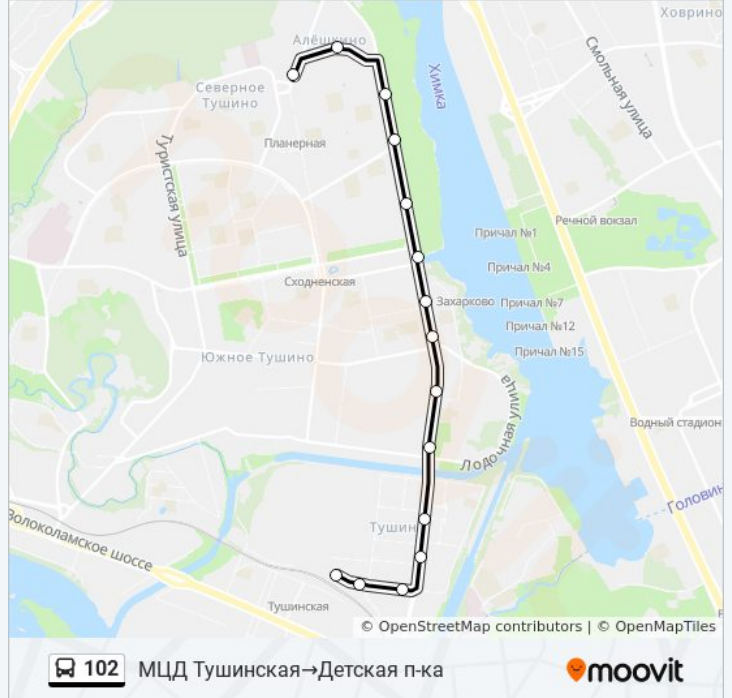 Ховрино
Алёшкино
Смольная улица
Химка
Северное
Тушино
Планерная
Туристская улица
Речной вокзал
Причал №1
Причал №4
Сходненская
Захарково
Причал №7
Причал №12
Причал №15
Южное Тушино
Лодочная улица
Водный стадион
Головин
Волоколамское шоссе
Тушин
Тушинская
© OpenStreetMap contributors | © OpenMapTiles
102 МЦД Тушинская→Детская п-ка
moovit